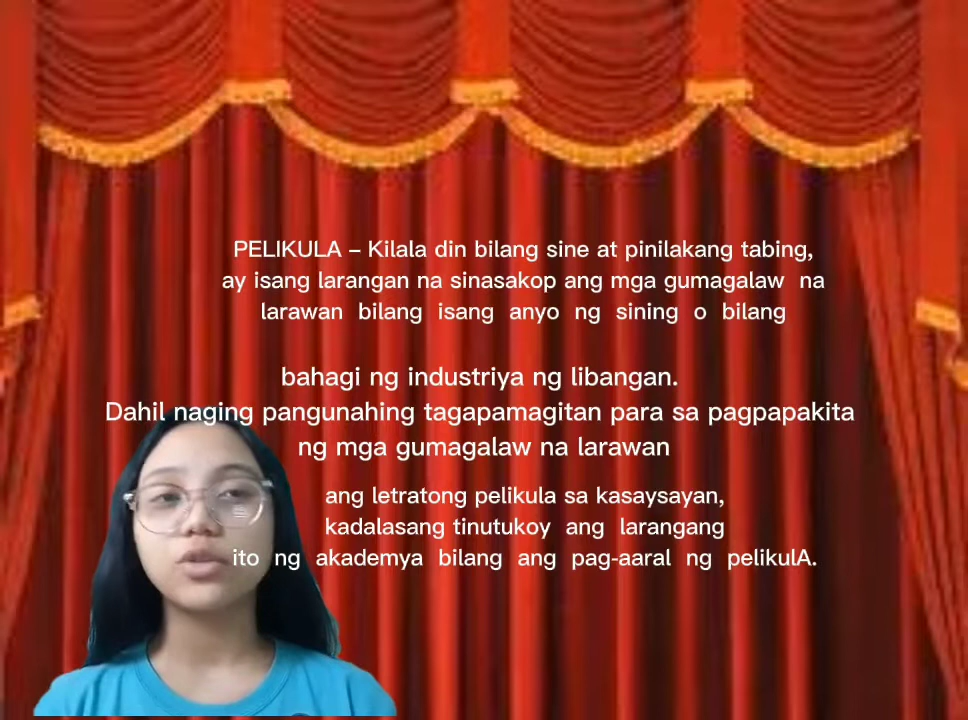 PELIKULA – Kilala din bilang sine at pinilakang tabing,
ay isang larangan na sinasakop ang mga gumagalaw na
larawan bilang isang anyo ng sining o bilang
bahagi ng industriya ng libangan.
Dahil naging pangunahing tagapamagitan para sa pagpapakita
ng mga gumagalaw na larawan
ang letratong pelikula sa kasaysayan,
kadalasang tinutukoy ang larangang
ito ng akademya bilang ang pag-aaral ng pelikulA.